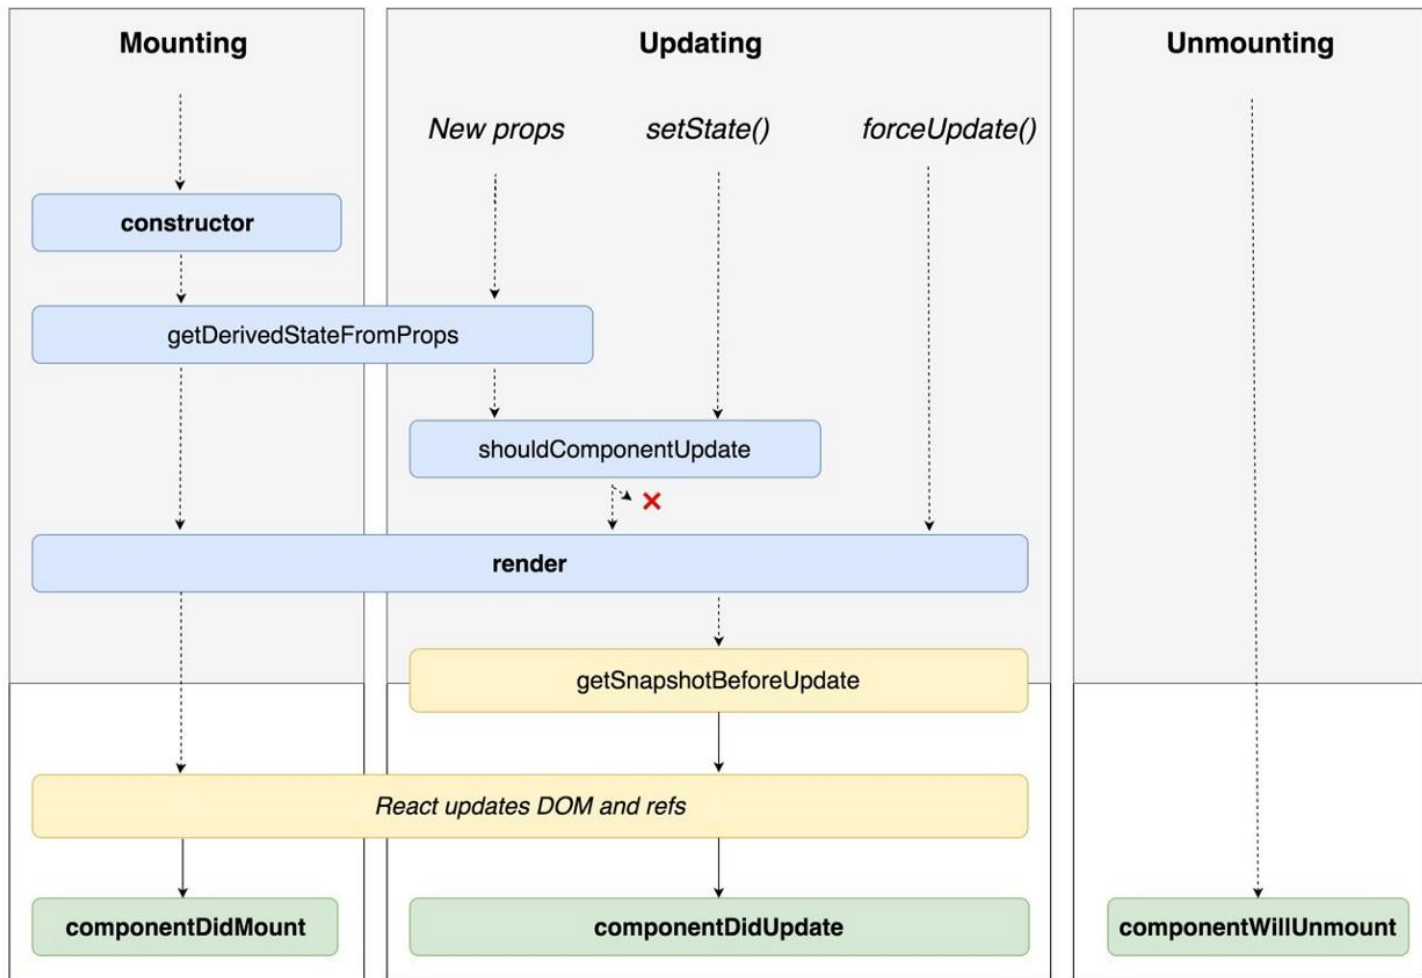 Mounting
Updating
Unmounting
New props
setState()
forceUpdate()
constructor
getDerivedStateFromProps
shouldComponentUpdate
render
getSnapshotBeforeUpdate
React updates DOM and refs
componentDidMount
componentDidUpdate
componentWillUnmount